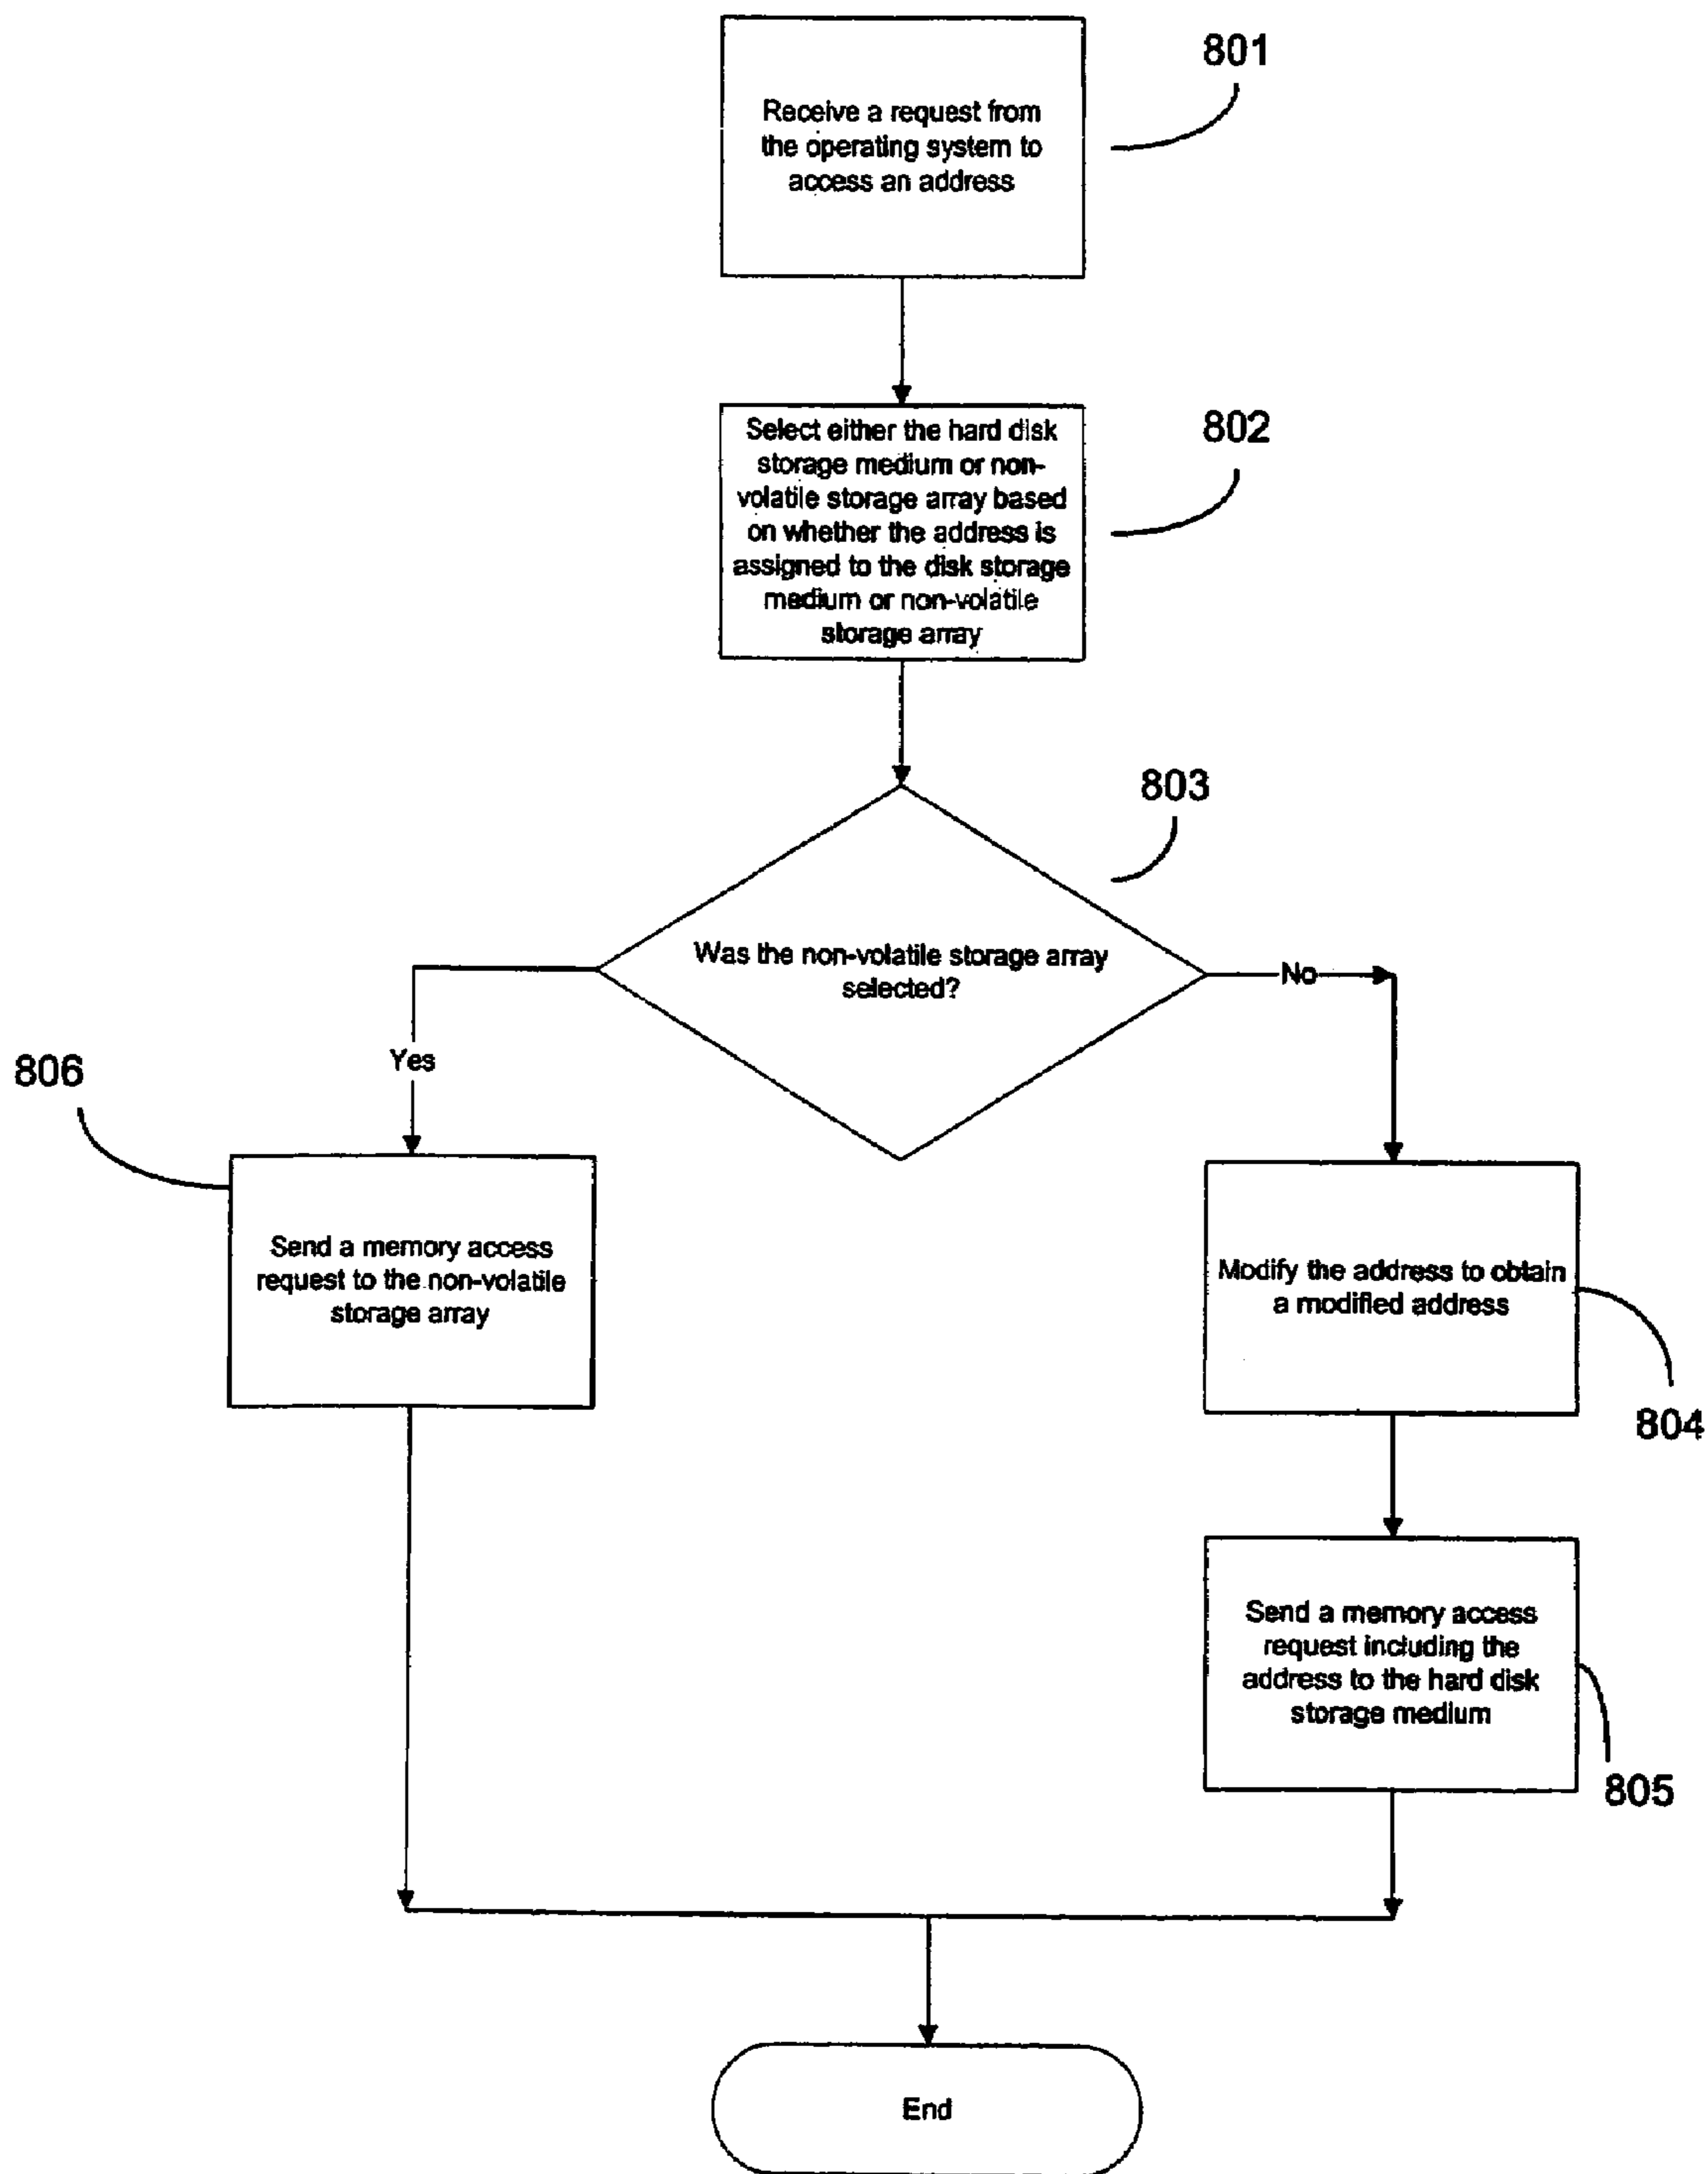 801
Receive a request from
the operating system to
access an address
802
Select either the hard disk
storage medium or non-
volatile storage array based
on whether the address is
assigned to the disk storage
medium or non-volatile
storage array
803
Was the non-volatile storage array
selected?
No
Yes
806
Send a memory access
request to the non-volatile
storage array
Modify the address to obtain
a modified address
804
Send a memory access
request including the
address to the hard disk
storage medium
805
End